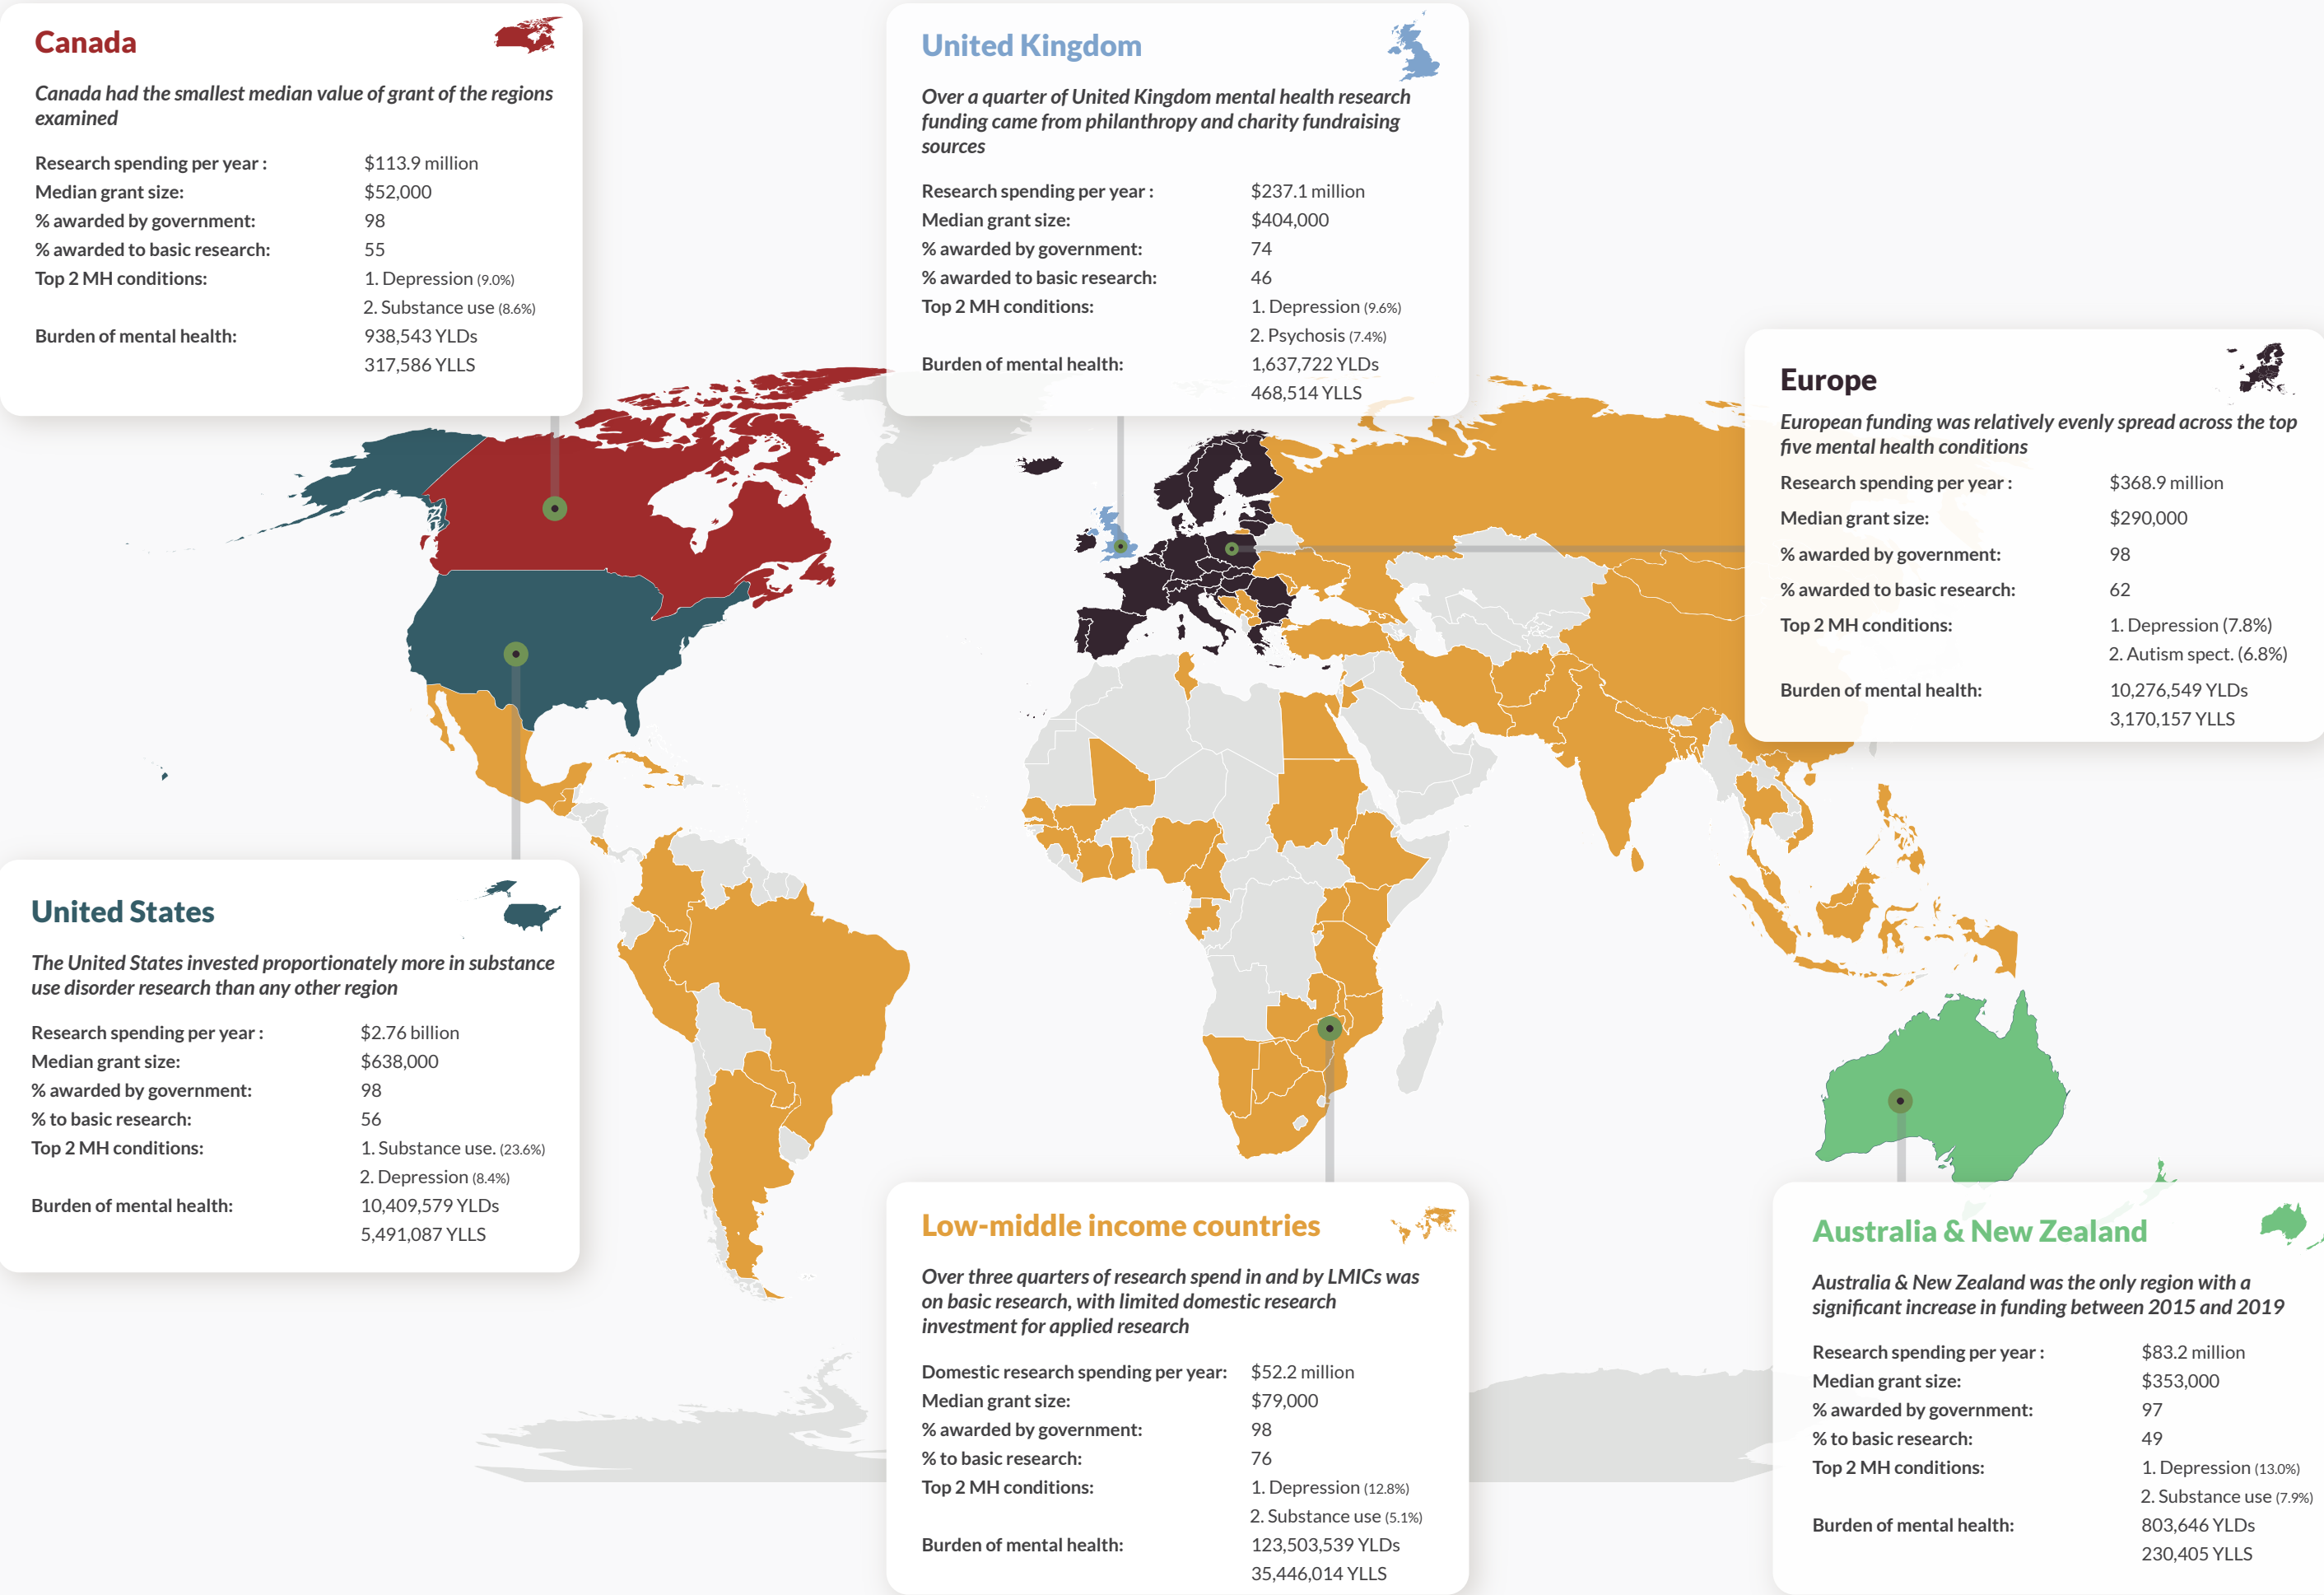 Canada
Canada had the smallest median value of grant of the regions
examined
Research spending per year : $113.9 million
Median grant size: $52,000
% awarded by government: 98
% awarded to basic research: 55
Top 2 MH conditions: 1. Depression (9.0%)
2. Substance use (8.6%)
Burden of mental health: 938,543 YLDs
317,586 YLLS
United Kingdom
Over a quarter of United Kingdom mental health research
funding came from philanthropy and charity fundraising
sources
Research spending per year : $237.1 million
Median grant size: $404,000
% awarded by government: 74
% awarded to basic research: 46
Top 2 MH conditions: 1. Depression (9.6%)
2. Psychosis (7.4%)
Burden of mental health: 1,637,722 YLDs
468,514 YLLS
Europe
European funding was relatively evenly spread across the top
five mental health conditions
Research spending per year : $368.9 million
Median grant size: $290,000
% awarded by government: 98
% awarded to basic research: 62
Top 2 MH conditions: 1. Depression (7.8%)
2. Autism spect. (6.8%)
Burden of mental health: 10,276,549 YLDs
3,170,157 YLLS
United States
The United States invested proportionately more in substance
use disorder research than any other region
Research spending per year : $2.76 billion
Median grant size: $638,000
% awarded by government: 98
% to basic research: 56
Top 2 MH conditions: 1. Substance use. (23.6%)
2. Depression (8.4%)
Burden of mental health: 10,409,579 YLDs
5,491,087 YLLS
Low-middle income countries
Over three quarters of research spend in and by LMICs was
on basic research, with limited domestic research
investment for applied research
Domestic research spending per year: $52.2 million
Median grant size: $79,000
% awarded by government: 98
% to basic research: 76
Top 2 MH conditions: 1. Depression (12.8%)
2. Substance use (5.1%)
Burden of mental health: 123,503,539 YLDs
35,446,014 YLLS
Australia & New Zealand
Australia & New Zealand was the only region with a
significant increase in funding between 2015 and 2019
Research spending per year : $83.2 million
Median grant size: $353,000
% awarded by government: 97
% to basic research: 49
Top 2 MH conditions: 1. Depression (13.0%)
2. Substance use (7.9%)
Burden of mental health: 803,646 YLDs
230,405 YLLS